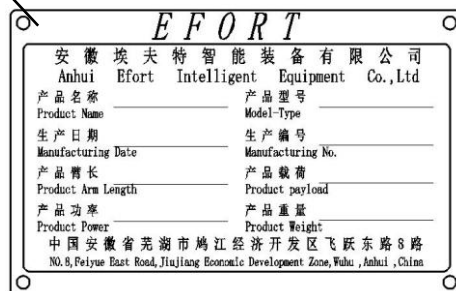 EFORT
安徽埃夫特智能装备有限公司
Anhui Efort Intelligent Equipment Co.,Ltd
产品名称 产品型号
Product Name Model-Type
生产日期 生产编号
Manufacturing Date Manufacturing No.
产品臂长 产品载荷
Product Arm Length Product payload
产品功率 产品重量
Product Power Product Weight
中国安徽省芜湖市鸠江经济开发区飞跃东路8路
NO.8,Feiyue East Road,Jiujiang Economic Development Zone,Wuhu ,Anhui ,China